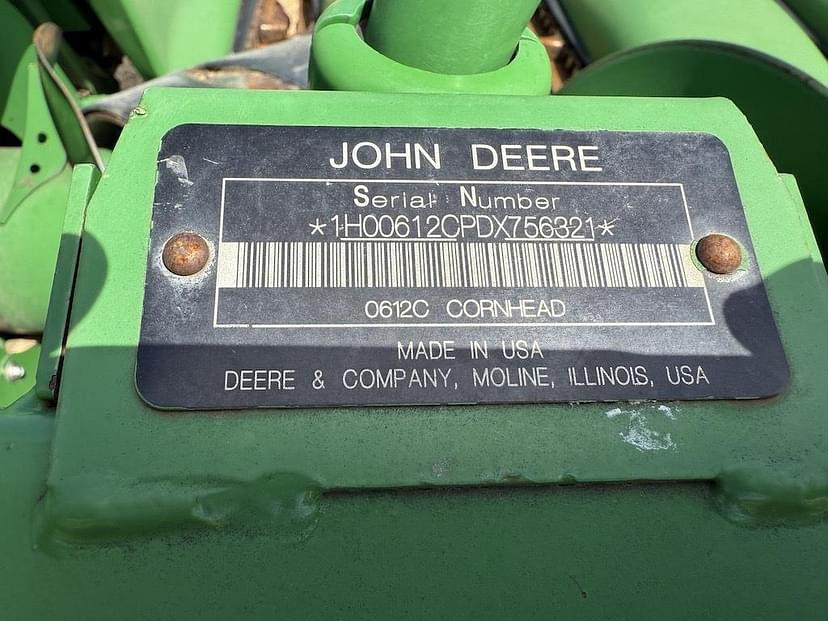 JOHN DEERE
Serial Number
*1H00612CPDX756321*
0612C CORNHEAD
MADE IN USA
DEERE & COMPANY, MOLINE, ILLINOIS, USA